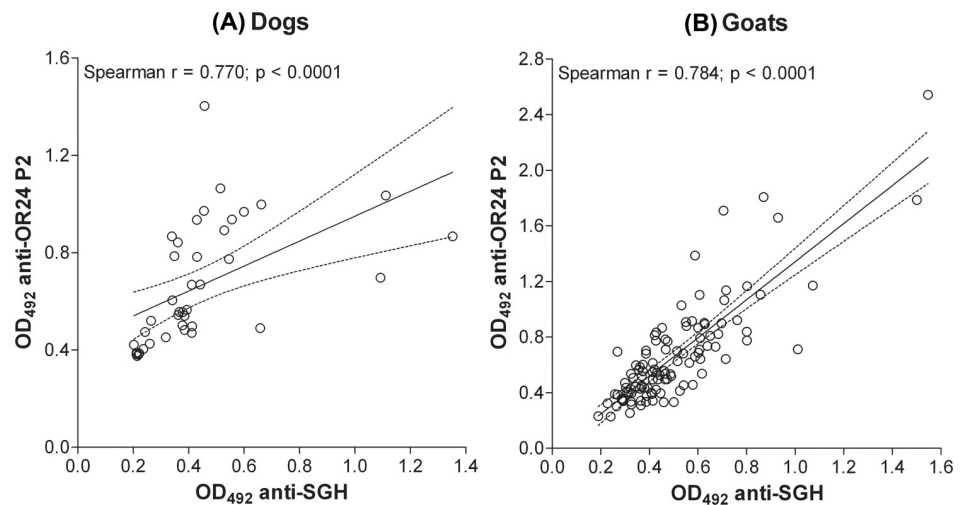 (A) Dogs
Spearman r = 0.770; p < 0.0001
OD492 anti-OR24 P2
1.6
1.2
0.8
0.4
0.0
0.0 0.2 0.4 0.6 0.8 1.0 1.2 1.4
OD492 anti-SGH
(B) Goats
Spearman r = 0.784; p < 0.0001
OD492 anti-OR24 P2
2.8
2.4
2.0
1.6
1.2
0.8
0.4
0.0
0.0 0.2 0.4 0.6 0.8 1.0 1.2 1.4 1.6
OD492 anti-SGH